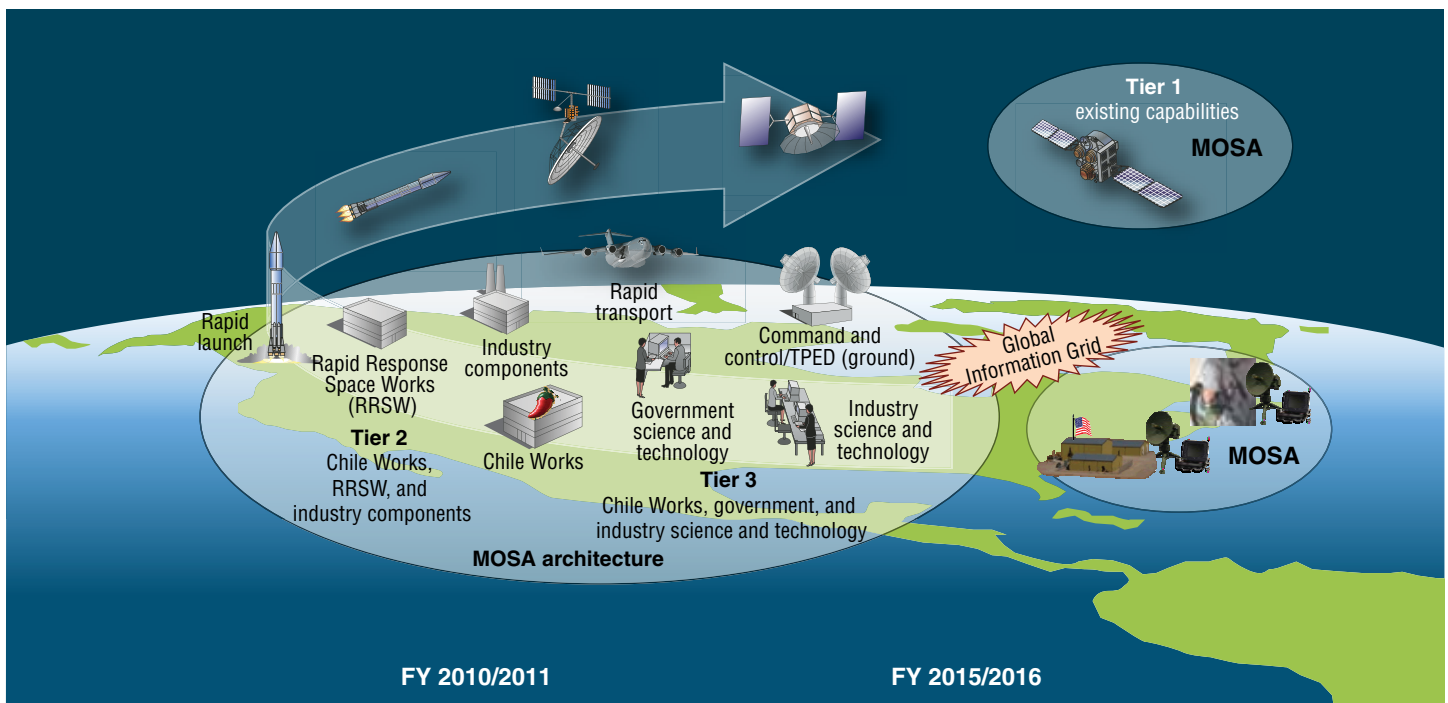 Tier 1
existing capabilities
MOSA
Rapid
launch
Rapid Response
Space Works
(RRSW)
Industry
components
Rapid
transport
Command and
control/TPED (ground)
Global
Information Grid
Chile Works
Government
science and
technology
Industry
science and
technology
MOSA
Tier 2
Chile Works,
RRSW, and
industry components
Tier 3
Chile Works, government, and
industry science and technology
MOSA architecture
FY 2010/2011
FY 2015/2016